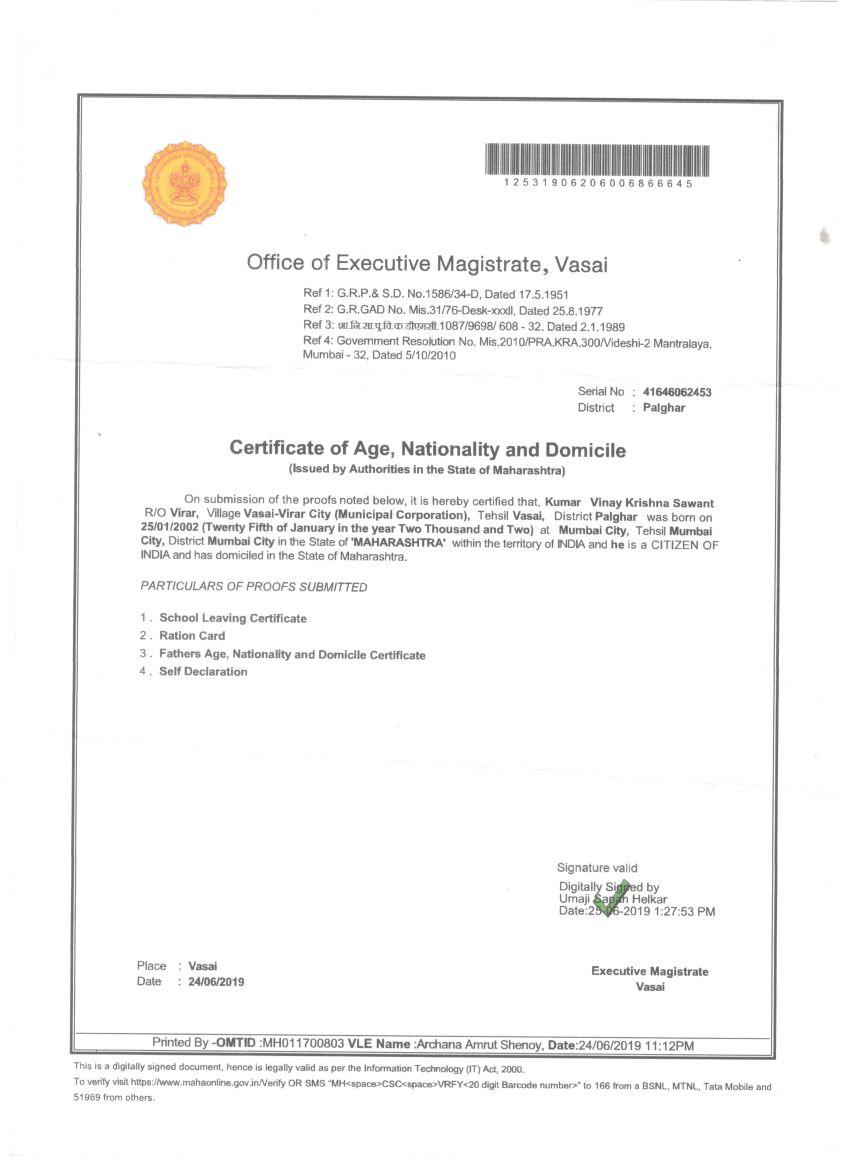 12531906206006866645
Office of Executive Magistrate, Vasai
Ref 1: G.R.P.& S.D. No.1586/34-D, Dated 17.5.1951
Ref 2: G.R.GAD No. Mis.31/76-Desk-xxxII, Dated 25.8.1977
Ref 3: शा.नि.सा.पू.वि.क.डीएमसी.1087/9698/ 608 - 32. Dated 2.1.1989
Ref 4: Government Resolution No. Mis.2010/PRA.KRA.300/Videshi-2 Mantralaya,
Mumbai - 32, Dated 5/10/2010
Serial No : 41646062453
District : Palghar
Certificate of Age, Nationality and Domicile
(Issued by Authorities in the State of Maharashtra)
On submission of the proofs noted below, it is hereby certified that, Kumar Vinay Krishna Sawant
R/O Virar, Village Vasai-Virar City (Municipal Corporation), Tehsil Vasai, District Palghar was born on
25/01/2002 (Twenty Fifth of January in the year Two Thousand and Two) at Mumbai City, Tehsil Mumbai
City, District Mumbai City in the State of 'MAHARASHTRA' within the territory of INDIA and he is a CITIZEN OF
INDIA and has domiciled in the State of Maharashtra.
PARTICULARS OF PROOFS SUBMITTED
1 . School Leaving Certificate
2 . Ration Card
3 . Fathers Age, Nationality and Domicile Certificate
4 . Self Declaration
Signature valid
Digitally Signed by
Umaji Sapan Helkar
Date:25-06-2019 1:27:53 PM
Place : Vasai
Date : 24/06/2019
Executive Magistrate
Vasai
Printed By -OMTID :MH011700803 VLE Name :Archana Amrut Shenoy, Date:24/06/2019 11:12PM
This is a digitally signed document, hence is legally valid as per the Information Technology (IT) Act, 2000.
To verify visit https://www.mahaonline.gov.in/Verify OR SMS "MH<space>CSC<space>VRFY<20 digit Barcode number>" to 166 from a BSNL, MTNL, Tata Mobile and
51969 from others.